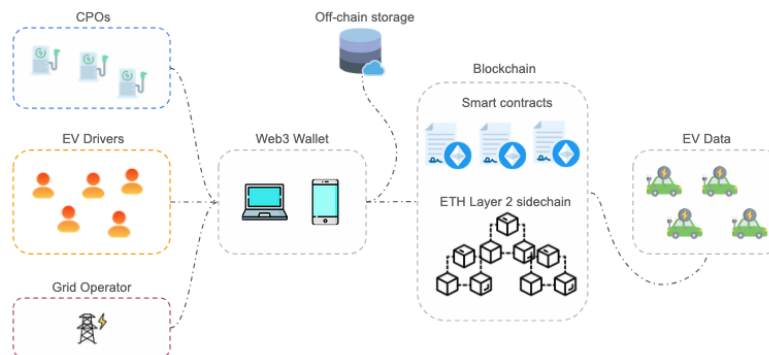 CPOs
Off-chain storage
Blockchain
Smart contracts
EV Drivers
Web3 Wallet
EV Data
ETH Layer 2 sidechain
Grid Operator